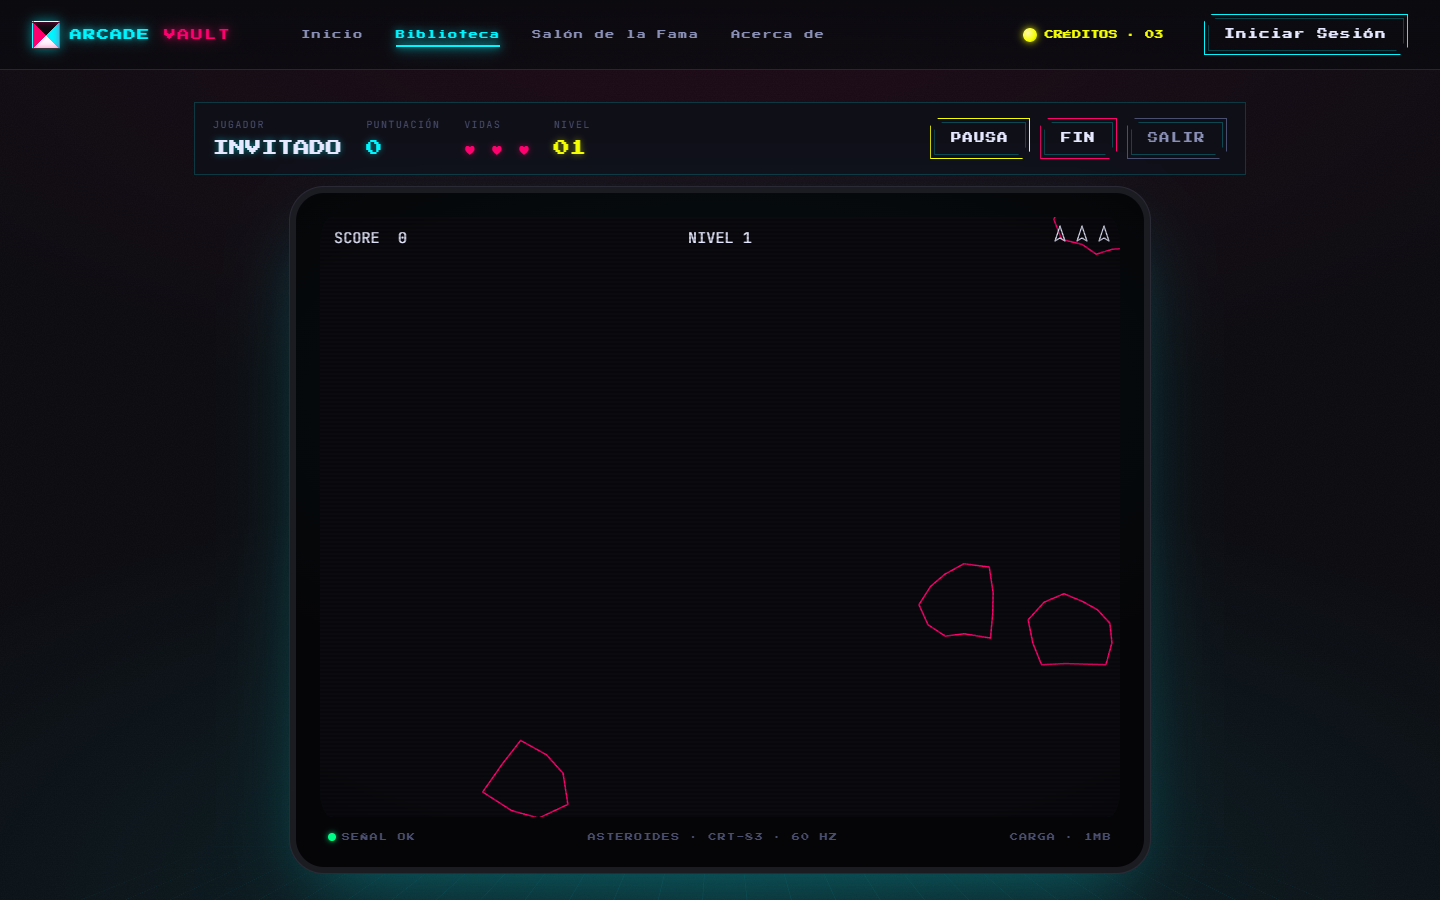 ARCADE VAULT
Inicio
Biblioteca
Salón de la Fama
Acerca de
CRéDITOS · 03
Iniciar Sesión
JUGADOR
INVITADO
PUNTUACIÓN
0
VIDAS
♥ ♥ ♥
NIVEL
01
PAUSA
FIN
SALIR
SCORE 0
NIVEL 1
SEñAL OK
ASTEROIDES · CRT-83 · 60 HZ
CARGA · 1MB